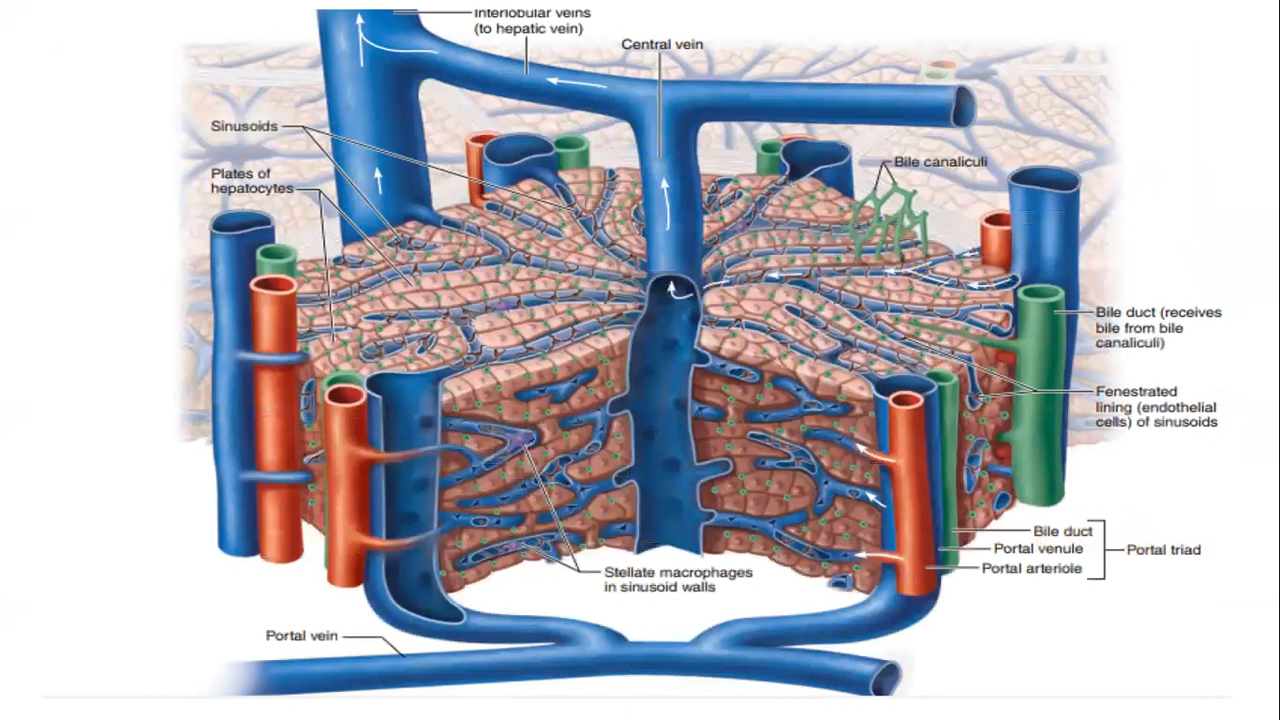 Interlobular veins
(to hepatic vein)
Central vein
Sinusoids
Plates of
hepatocytes
Bile canaliculi
Bile duct (receives
bile from bile
canaliculi)
Fenestrated
lining (endothelial
cells) of sinusoids
Bile duct
Portal venule
Portal arteriole
Portal triad
Stellate macrophages
in sinusoid walls
Portal vein